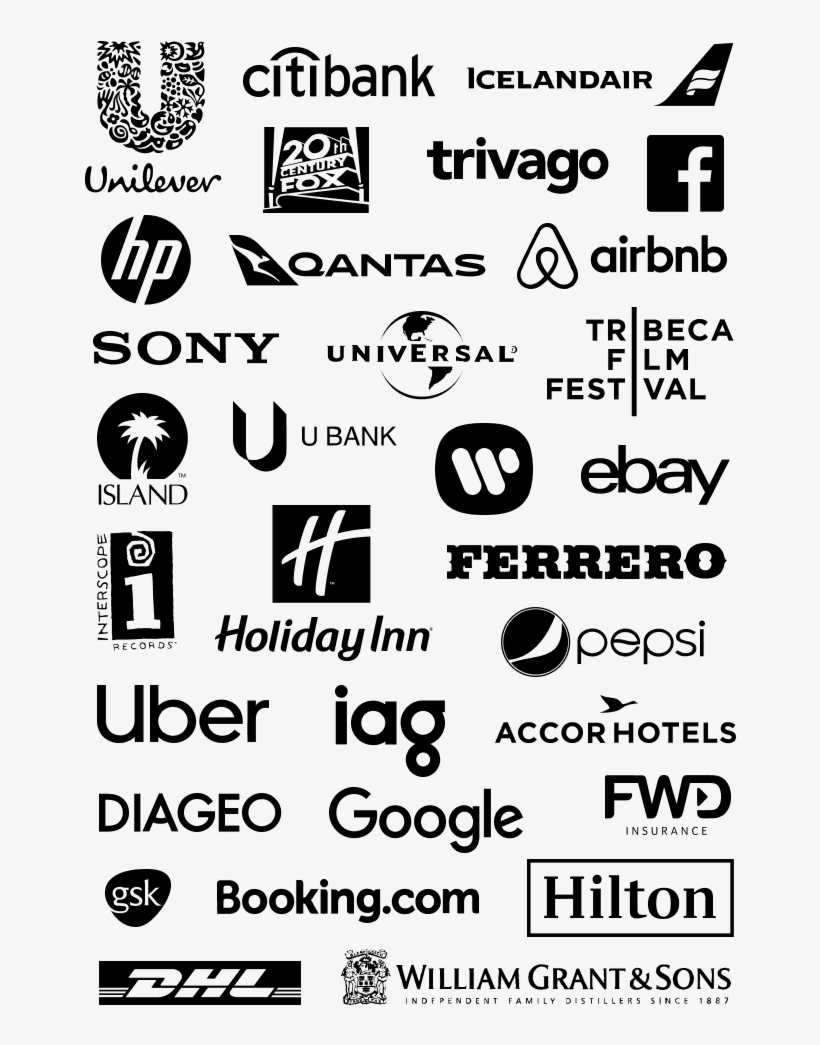 citibank
ICELANDAIR
Unilever
20th
CENTURY
FOX
trivago
f
hp
QANTAS
airbnb
SONY
UNIVERSAL
TRIBECA
FILM
FESTIVAL
ISLAND™
U BANK
ebay
INTERSCOPE
i
RECORDS
H™
Holiday Inn®
FERRERO
pepsi
Uber
iag
ACCORHOTELS
DIAGEO
Google
FWD
INSURANCE
gsk
Booking.com
Hilton
DHL
WILLIAM GRANT & SONS
INDEPENDENT FAMILY DISTILLERS SINCE 1887